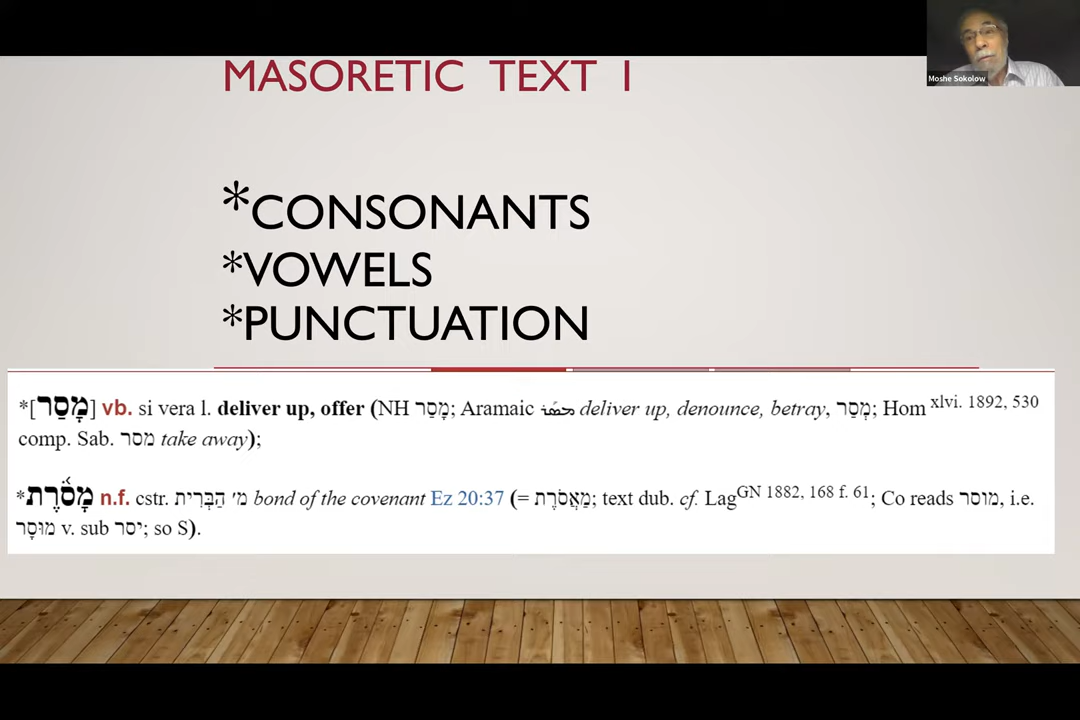 MASORETIC TEXT I
Moshe Sokolow
*CONSONANTS
*VOWELS
*PUNCTUATION
*[מָסַר] vb. si vera l. deliver up, offer (NH מָסַר; Aramaic deliver up, denounce, betray, מְסַר; Hom xlvi. 1892, 530
comp. Sab. מסר take away);
*מָסֹ֫רֶת n.f. cstr. מ׳ הַבְּרִית bond of the covenant Ez 20:37 (= מַאֲסֹרֶת; text dub. cf. Lag GN 1882, 168 f. 61; Co reads מוסר, i.e.
מוּסָר v. sub יסר; so S).